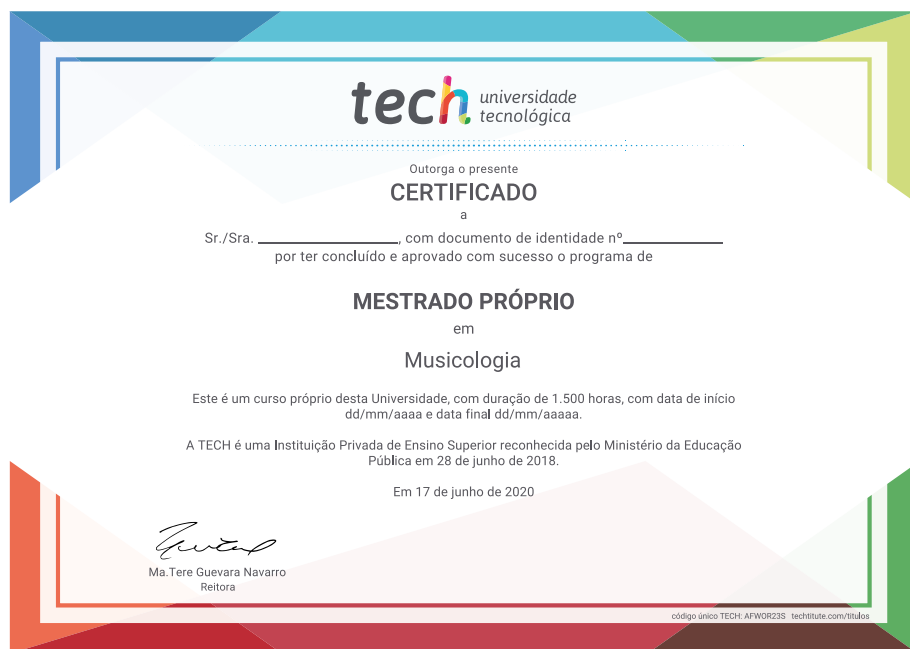 tech universidade
tecnológica
Outorga o presente
CERTIFICADO
a
Sr./Sra. ____________________, com documento de identidade nº______________
por ter concluído e aprovado com sucesso o programa de
MESTRADO PRÓPRIO
em
Musicologia
Este é um curso próprio desta Universidade, com duração de 1.500 horas, com data de início
dd/mm/aaaa e data final dd/mm/aaaaa.
A TECH é uma Instituição Privada de Ensino Superior reconhecida pelo Ministério da Educação
Pública em 28 de junho de 2018.
Em 17 de junho de 2020
Ma.Tere Guevara Navarro
Reitora
código único TECH: AFWOR23S techtitute.com/titulos